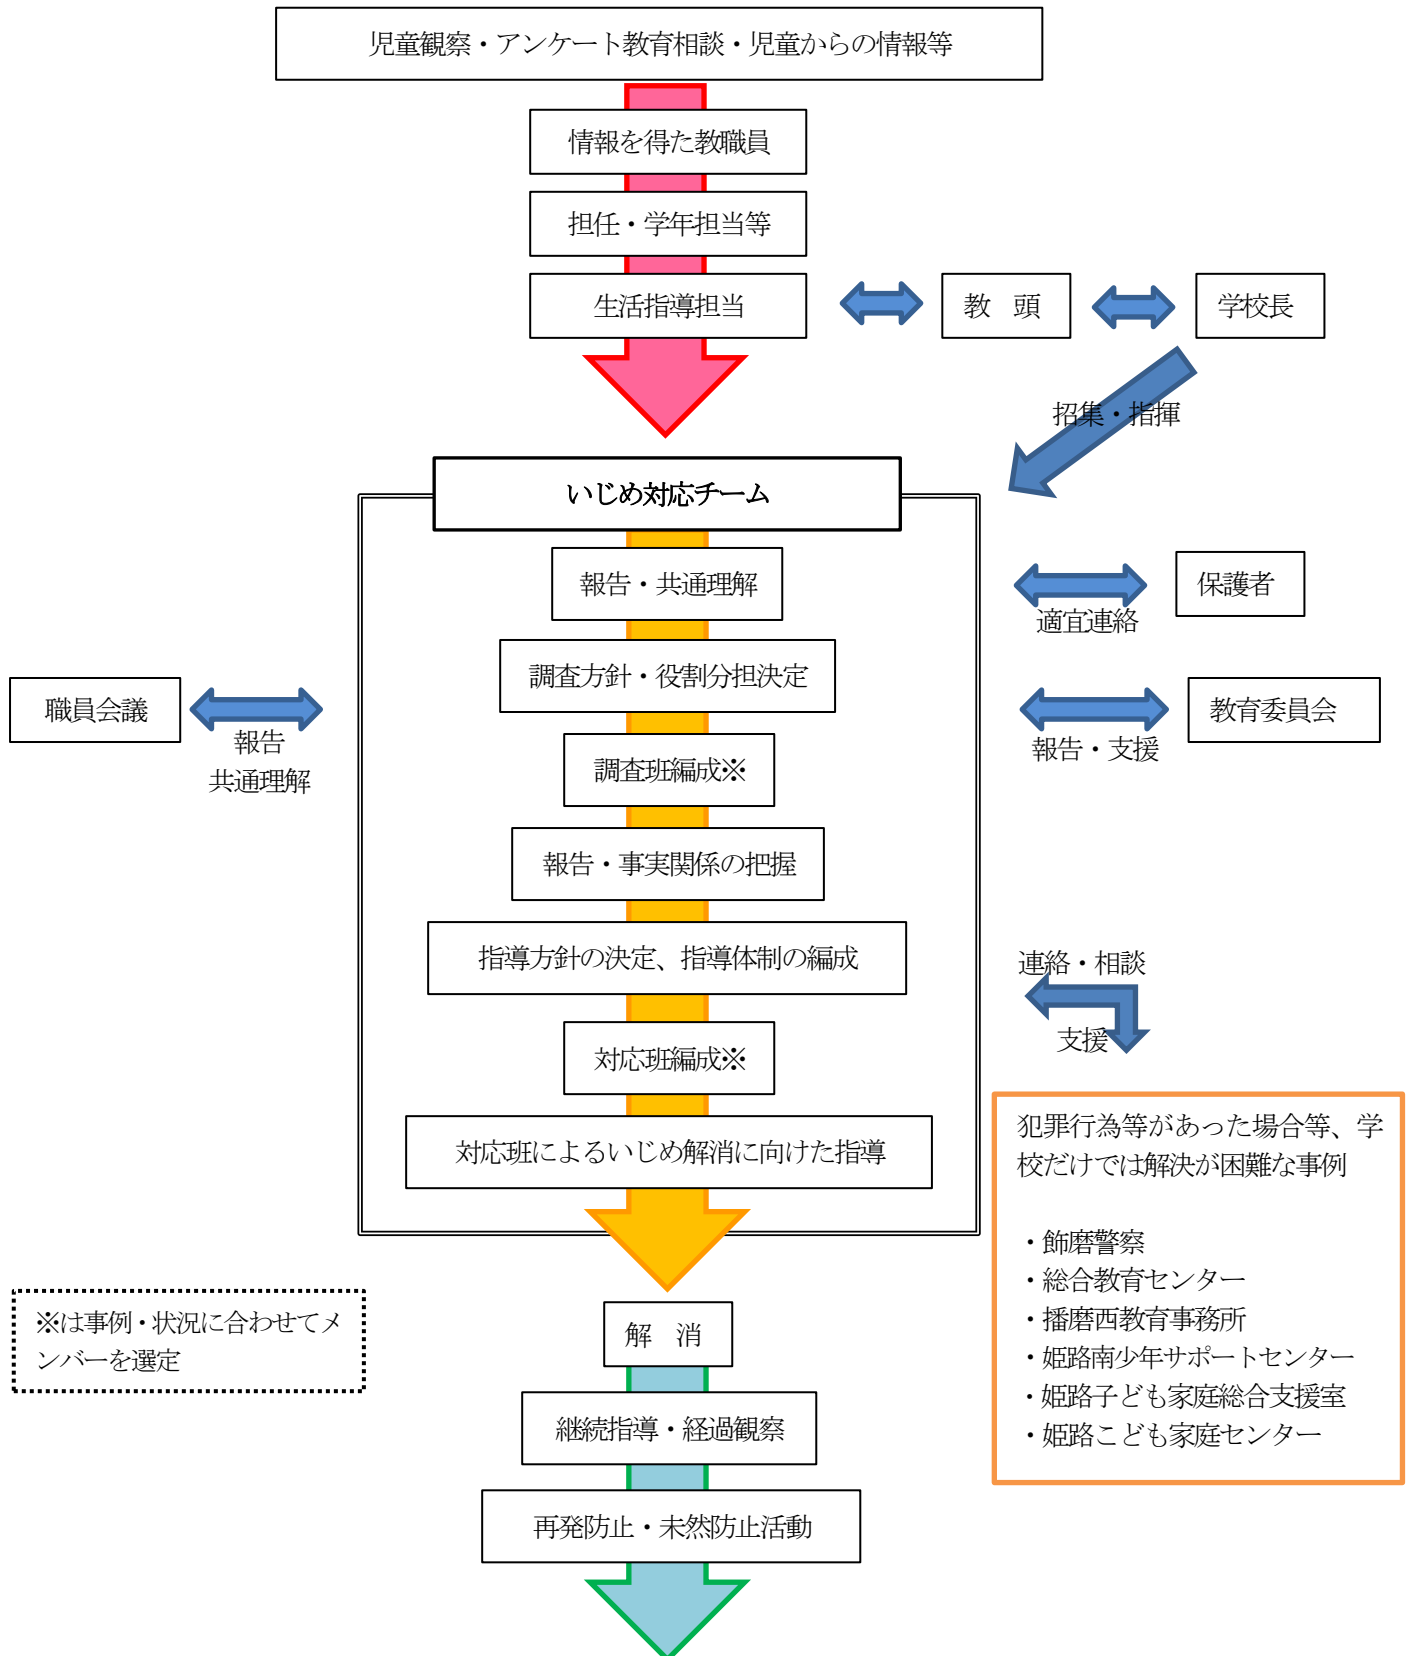 児童観察・アンケート教育相談・児童からの情報等
情報を得た教職員
担任・学年担当等
生活指導担当
教　頭
学校長
招集・指揮
いじめ対応チーム
報告・共通理解
保護者
適宜連絡
調査方針・役割分担決定
職員会議
報告
共通理解
教育委員会
報告・支援
調査班編成※
報告・事実関係の把握
指導方針の決定、指導体制の編成
連絡・相談
支援
対応班編成※
対応班によるいじめ解消に向けた指導
犯罪行為等があった場合等、学
校だけでは解決が困難な事例
・飾磨警察
・総合教育センター
・播磨西教育事務所
・姫路南少年サポートセンター
・姫路子ども家庭総合支援室
・姫路こども家庭センター
※は事例・状況に合わせてメ
ンバーを選定
解　消
継続指導・経過観察
再発防止・未然防止活動